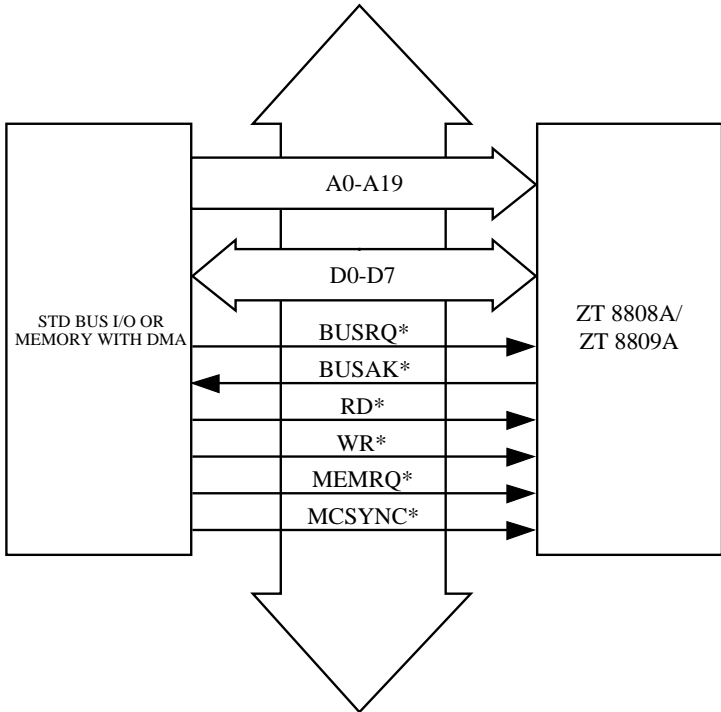 A0-A19
D0-D7
STD BUS I/O OR
MEMORY WITH DMA
ZT 8808A/
ZT 8809A
BUSRQ*
BUSAK*
RD*
WR*
MEMRQ*
MCSYNC*